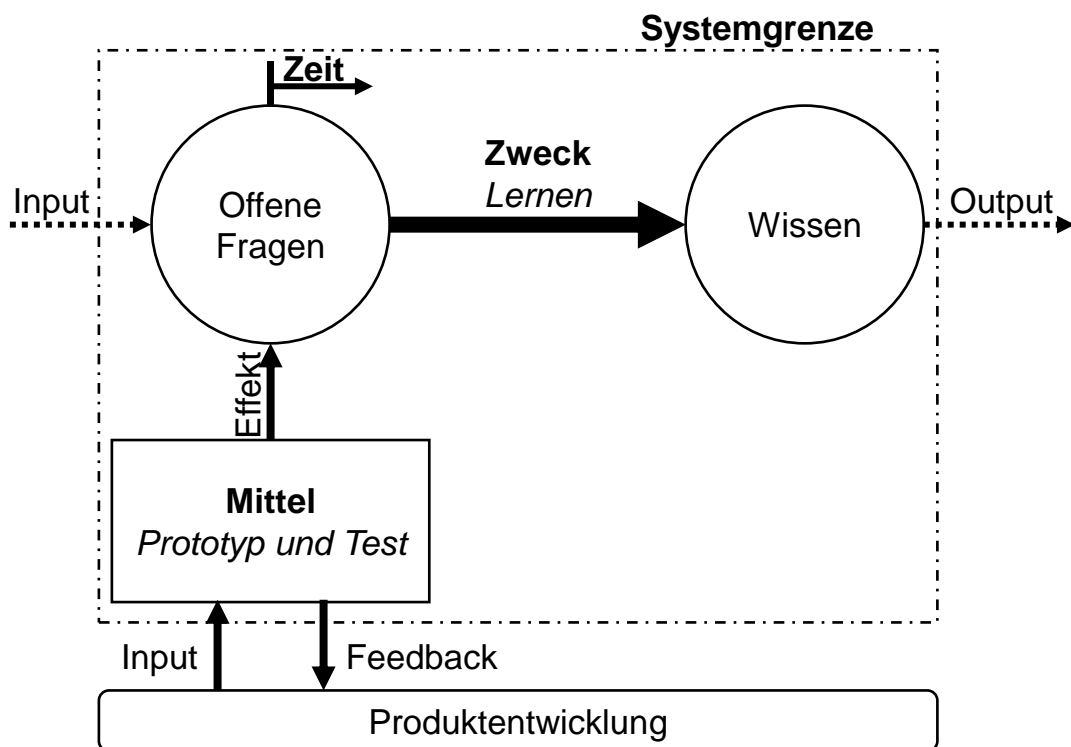 Systemgrenze
Zeit
Zweck
Lernen
Input
Offene
Fragen
Wissen
Output
Effekt
Mittel
Prototyp und Test
Input
Feedback
Produktentwicklung